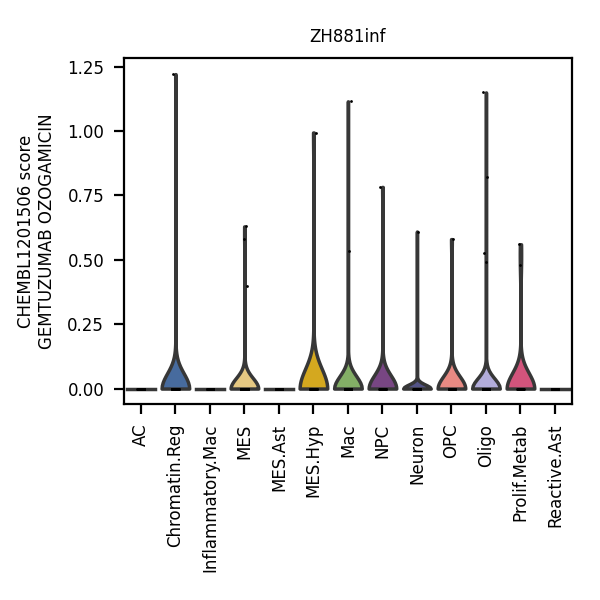 ZH881inf
CHEMBL1201506 score
GEMTUZUMAB OZOGAMICIN
1.25
1.00
0.75
0.50
0.25
0.00
AC
Chromatin.Reg
Inflammatory.Mac
MES
MES.Ast
MES.Hyp
Mac
NPC
Neuron
OPC
Oligo
Prolif.Metab
Reactive.Ast